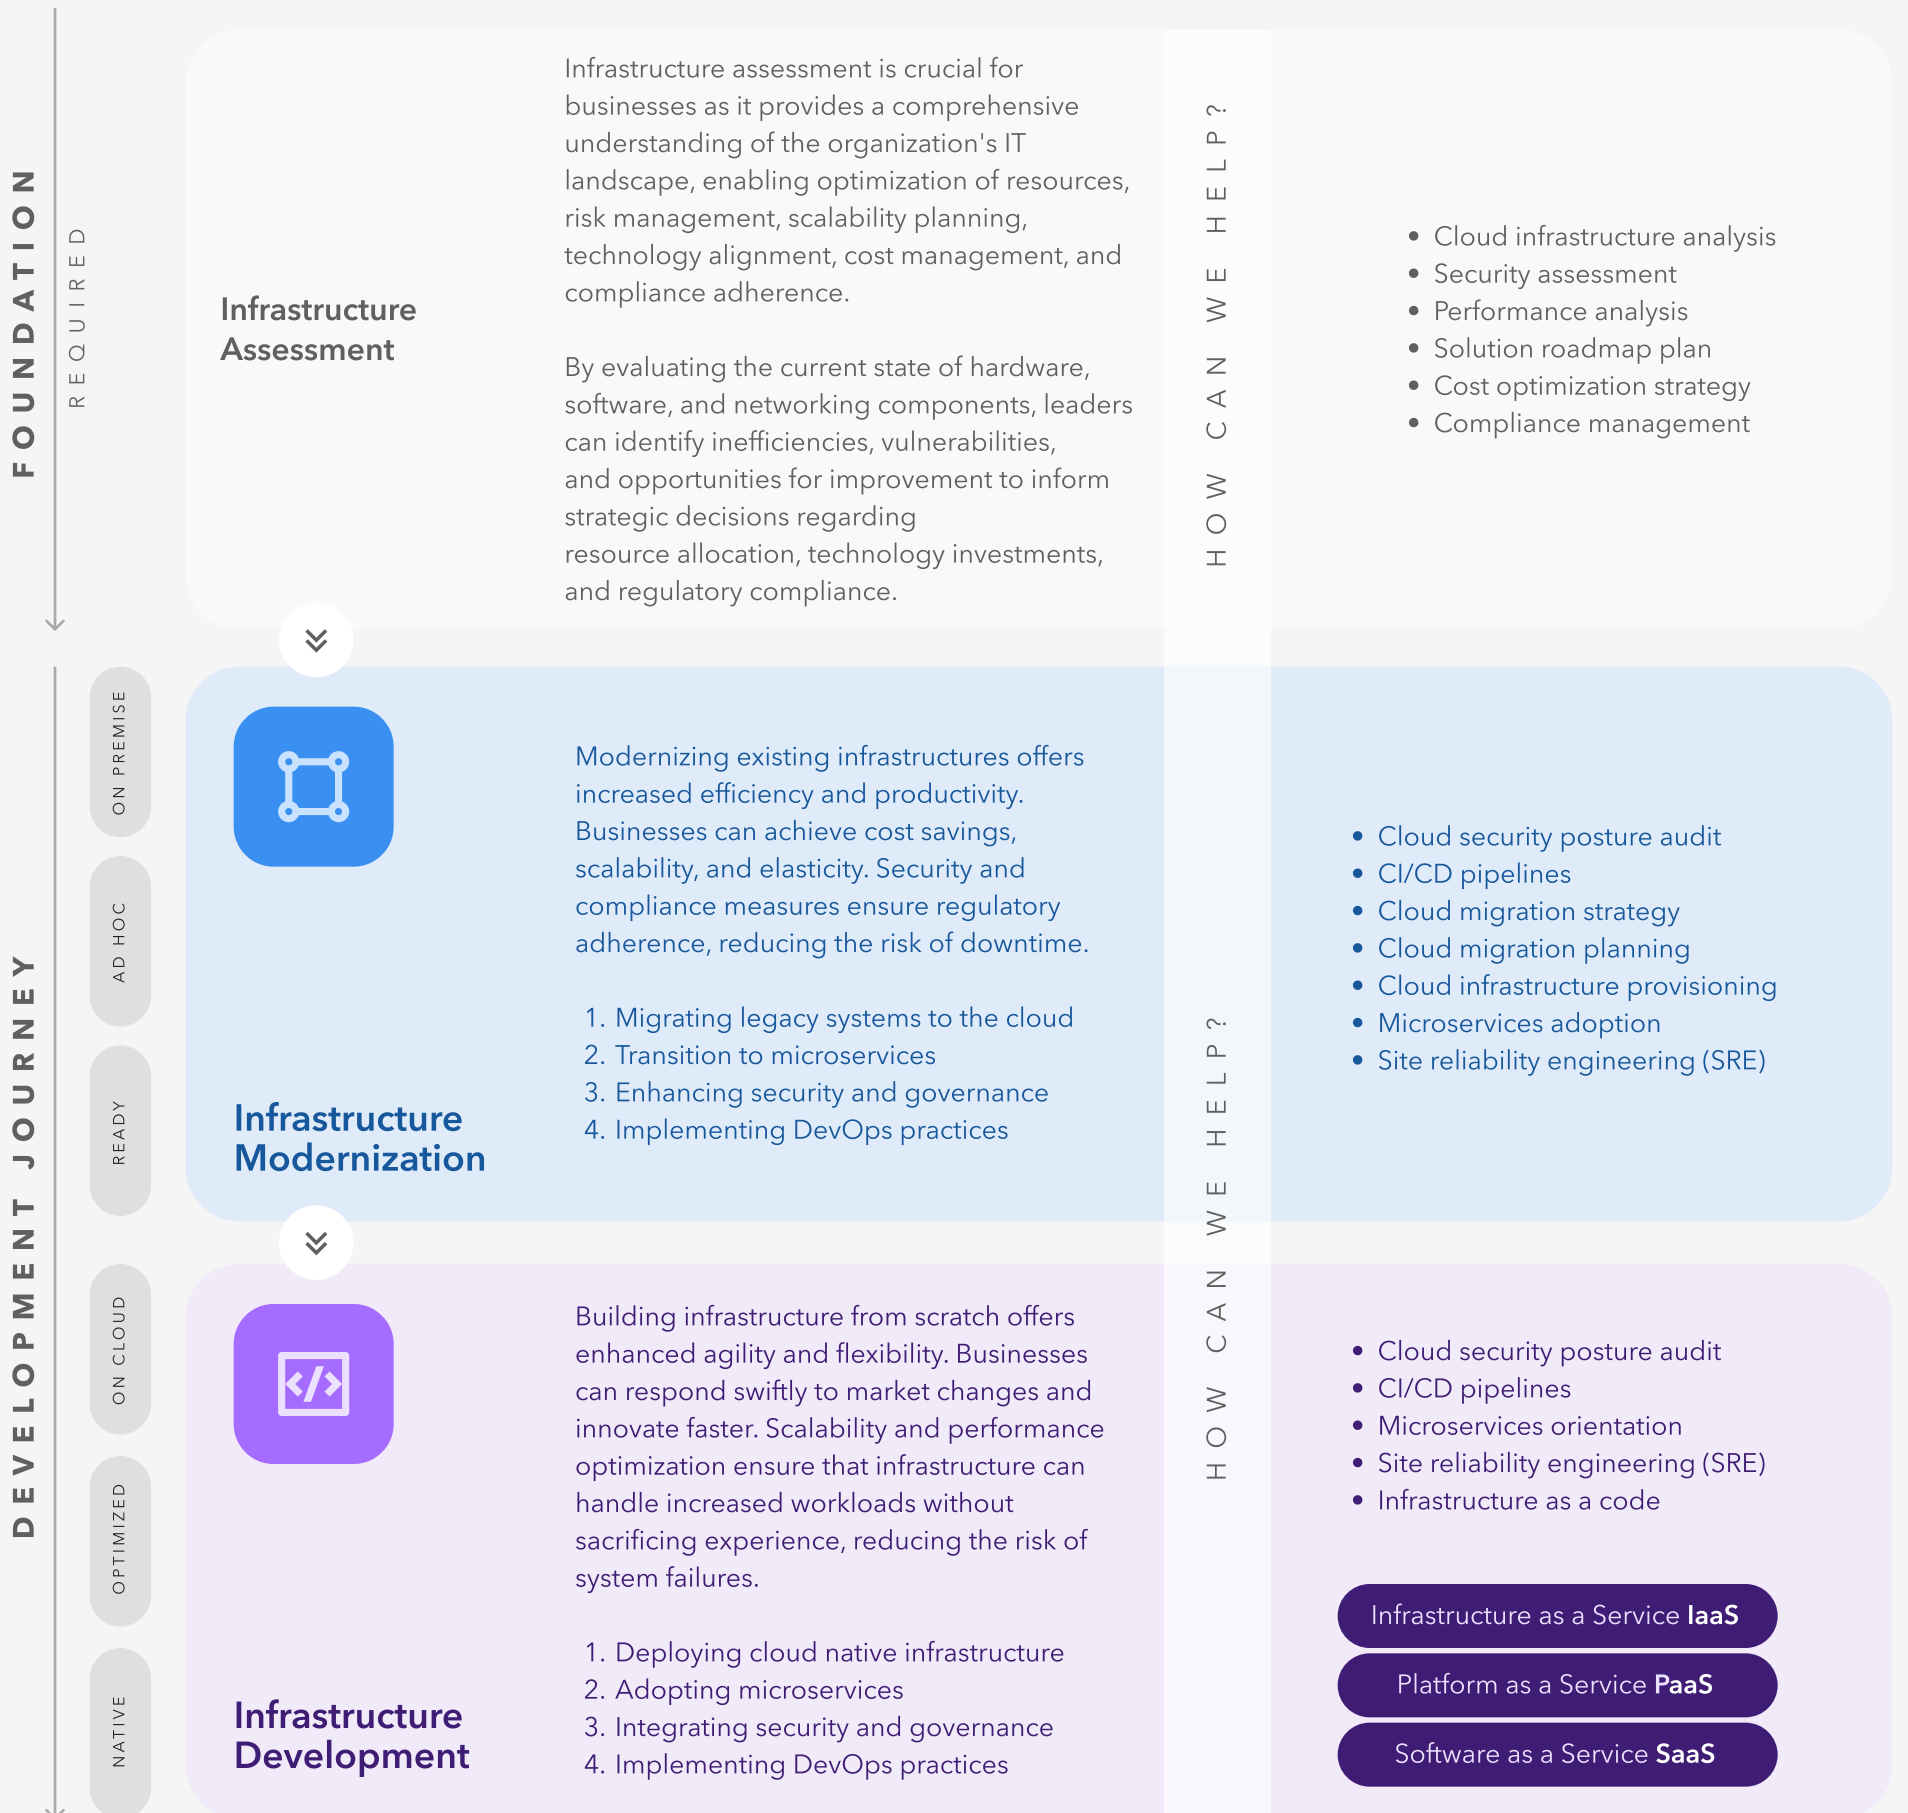 FOUNDATION
REQUIRED
Infrastructure
Assessment
Infrastructure assessment is crucial for
businesses as it provides a comprehensive
understanding of the organization's IT
landscape, enabling optimization of resources,
risk management, scalability planning,
technology alignment, cost management, and
compliance adherence.
By evaluating the current state of hardware,
software, and networking components, leaders
can identify inefficiencies, vulnerabilities,
and opportunities for improvement to inform
strategic decisions regarding
resource allocation, technology investments,
and regulatory compliance.
HOW CAN WE HELP?
• Cloud infrastructure analysis
• Security assessment
• Performance analysis
• Solution roadmap plan
• Cost optimization strategy
• Compliance management
DEVELOPMENT JOURNEY
ON PREMISE
AD HOC
READY
Infrastructure
Modernization
Modernizing existing infrastructures offers
increased efficiency and productivity.
Businesses can achieve cost savings,
scalability, and elasticity. Security and
compliance measures ensure regulatory
adherence, reducing the risk of downtime.
1. Migrating legacy systems to the cloud
2. Transition to microservices
3. Enhancing security and governance
4. Implementing DevOps practices
HOW CAN WE HELP?
• Cloud security posture audit
• CI/CD pipelines
• Cloud migration strategy
• Cloud migration planning
• Cloud infrastructure provisioning
• Microservices adoption
• Site reliability engineering (SRE)
ON CLOUD
OPTIMIZED
NATIVE
</> 
Infrastructure
Development
Building infrastructure from scratch offers
enhanced agility and flexibility. Businesses
can respond swiftly to market changes and
innovate faster. Scalability and performance
optimization ensure that infrastructure can
handle increased workloads without
sacrificing experience, reducing the risk of
system failures.
1. Deploying cloud native infrastructure
2. Adopting microservices
3. Integrating security and governance
4. Implementing DevOps practices
• Cloud security posture audit
• CI/CD pipelines
• Microservices orientation
• Site reliability engineering (SRE)
• Infrastructure as a code
Infrastructure as a Service IaaS
Platform as a Service PaaS
Software as a Service SaaS